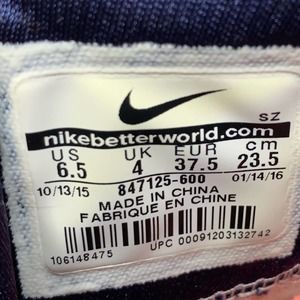 SZ
nikebetterworld.com
US UK EUR cm
6.5 4 37.5 23.5
10/13/15 847125-600 01/14/16
MADE IN CHINA
FABRIQUE EN CHINE
106148475 UPC 00091203132742